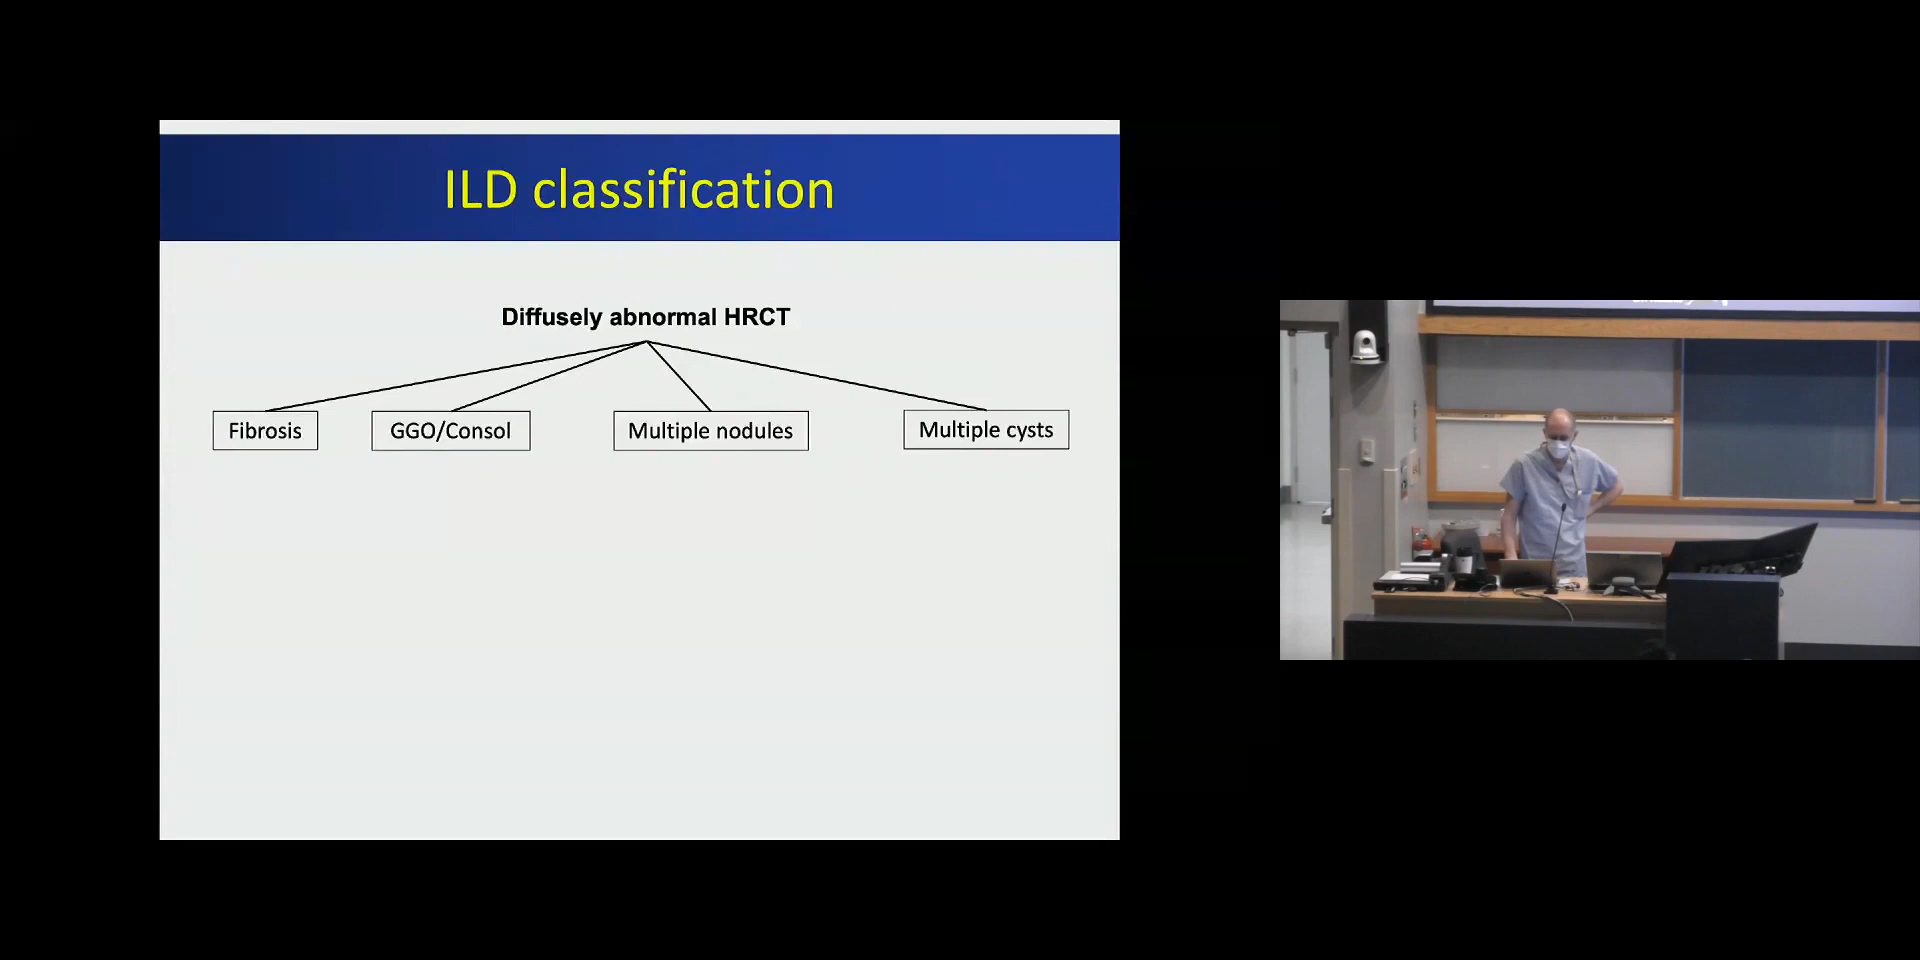 ILD classification
Diffusely abnormal HRCT
Fibrosis
GGO/Consol
Multiple nodules
Multiple cysts